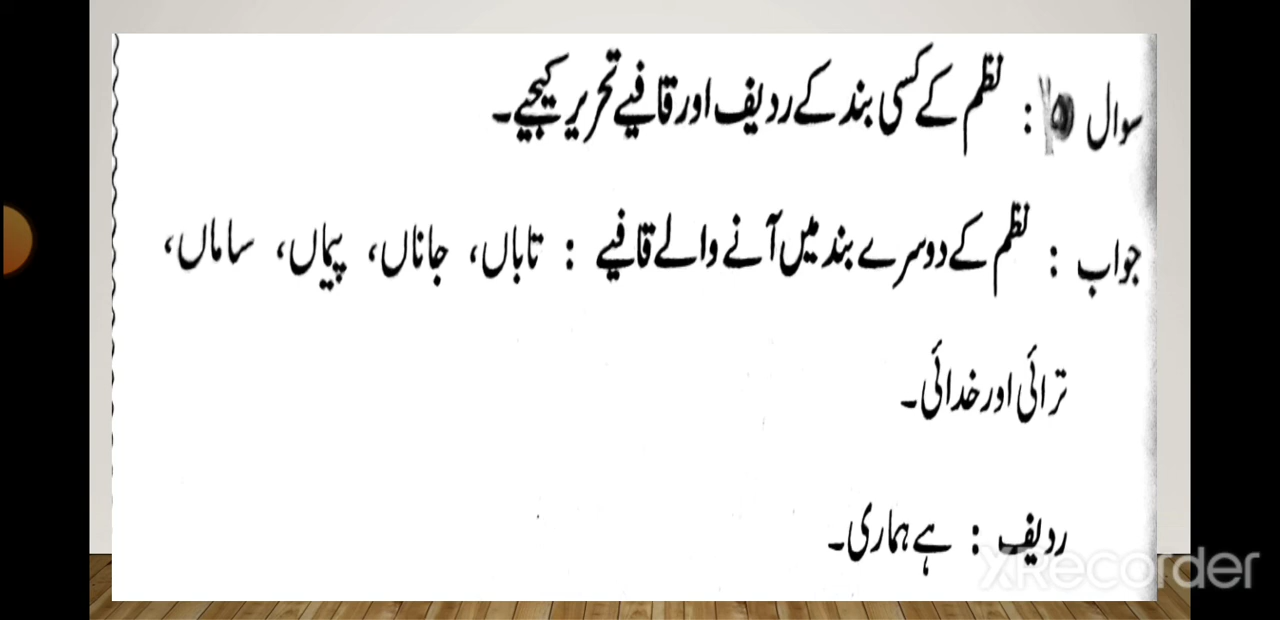 سوال ۵ : نظم کے کسی بند کے ردیف اور قافیے تحریر کیجیے۔
جواب : نظم کے دوسرے بند میں آنے والے قافیے : تاباں، جاناں، پیماں، ساماں،
ترائی اور خدائی۔
ردیف : ہے ہماری۔
XRecorder